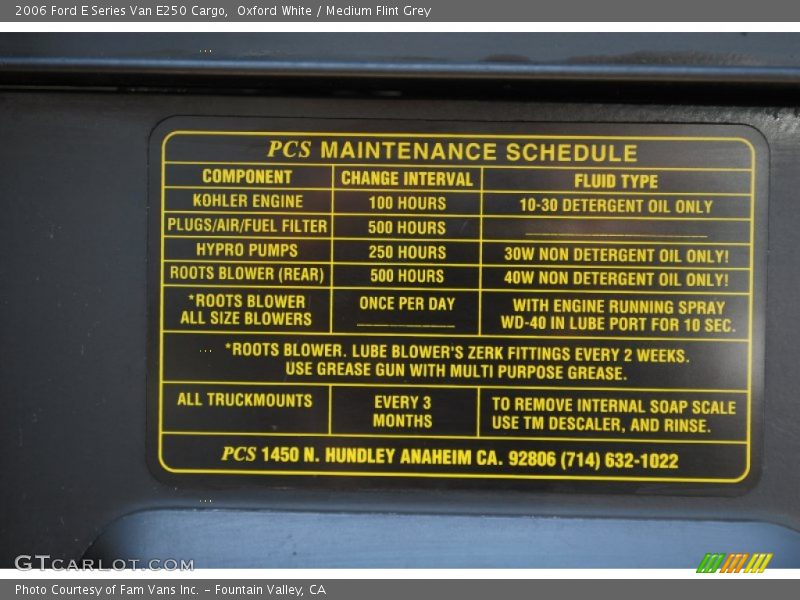 2006 Ford E Series Van E250 Cargo,  Oxford White / Medium Flint Grey
PCS MAINTENANCE SCHEDULE
COMPONENT CHANGE INTERVAL FLUID TYPE
KOHLER ENGINE 100 HOURS 10-30 DETERGENT OIL ONLY
PLUGS/AIR/FUEL FILTER 500 HOURS
HYPRO PUMPS 250 HOURS 30W NON DETERGENT OIL ONLY!
ROOTS BLOWER (REAR) 500 HOURS 40W NON DETERGENT OIL ONLY!
*ROOTS BLOWER
ALL SIZE BLOWERS
ONCE PER DAY
WITH ENGINE RUNNING SPRAY
WD-40 IN LUBE PORT FOR 10 SEC.
*ROOTS BLOWER. LUBE BLOWER'S ZERK FITTINGS EVERY 2 WEEKS.
USE GREASE GUN WITH MULTI PURPOSE GREASE.
ALL TRUCKMOUNTS
EVERY 3
MONTHS
TO REMOVE INTERNAL SOAP SCALE
USE TM DESCALER, AND RINSE.
PCS 1450 N. HUNDLEY ANAHEIM CA. 92806 (714) 632-1022
GTCARLOT.COM
Photo Courtesy of Fam Vans Inc. - Fountain Valley, CA